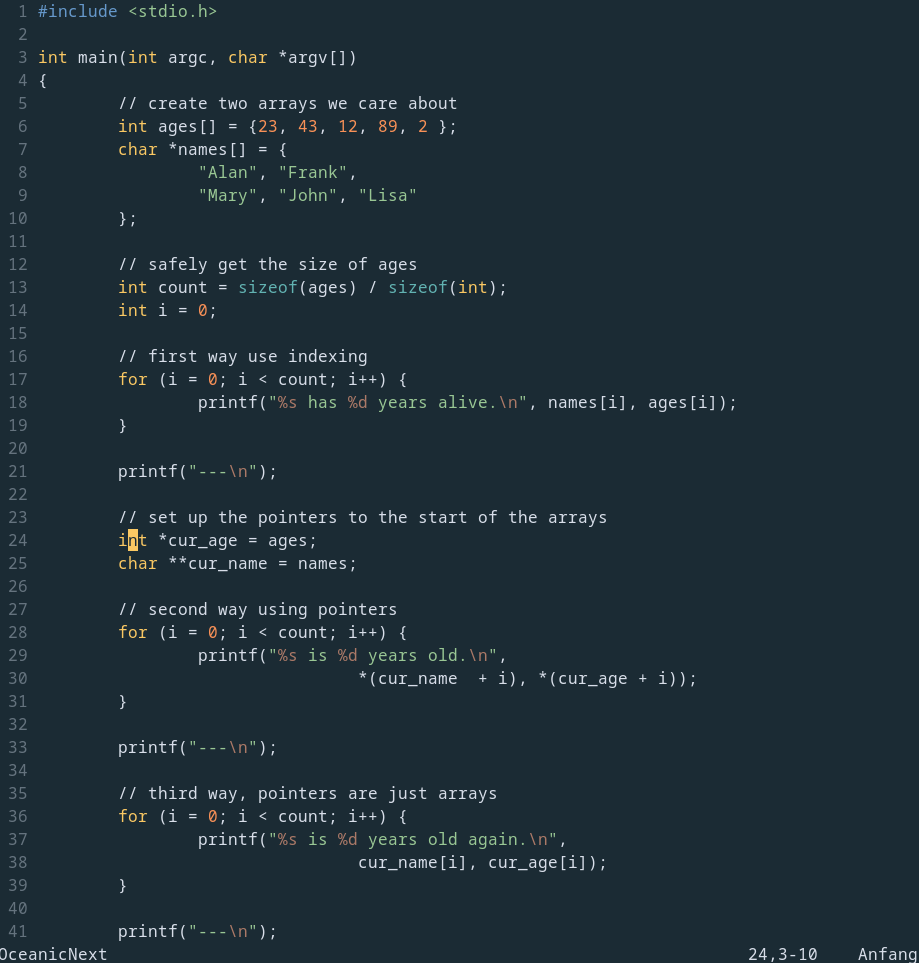 1 #include <stdio.h>
2
3 int main(int argc, char *argv[])
4 {
5         // create two arrays we care about
6         int ages[] = {23, 43, 12, 89, 2 };
7         char *names[] = {
8                 "Alan", "Frank",
9                 "Mary", "John", "Lisa"
10         };
11
12         // safely get the size of ages
13         int count = sizeof(ages) / sizeof(int);
14         int i = 0;
15
16         // first way use indexing
17         for (i = 0; i < count; i++) {
18                 printf("%s has %d years alive.\n", names[i], ages[i]);
19         }
20
21         printf("---\n");
22
23         // set up the pointers to the start of the arrays
24         int *cur_age = ages;
25         char **cur_name = names;
26
27         // second way using pointers
28         for (i = 0; i < count; i++) {
29                 printf("%s is %d years old.\n",
30                                 *(cur_name  + i), *(cur_age + i));
31         }
32
33         printf("---\n");
34
35         // third way, pointers are just arrays
36         for (i = 0; i < count; i++) {
37                 printf("%s is %d years old again.\n",
38                                 cur_name[i], cur_age[i]);
39         }
40
41         printf("---\n");
OceanicNext 24,3-10 Anfang